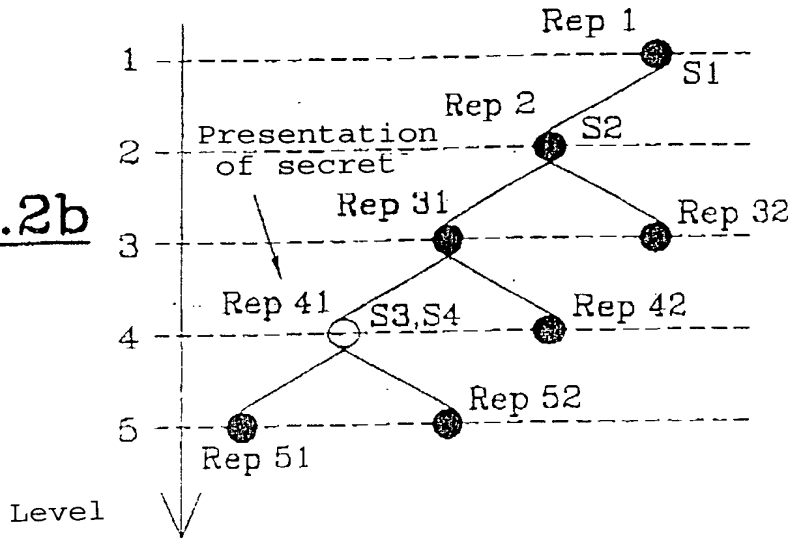 Rep 1
1
S1
Rep 2
S2
Presentation
of secret
2
.2b
Rep 31
Rep 32
3
Rep 41
S3,S4
Rep 42
4
Rep 52
5
Rep 51
Level